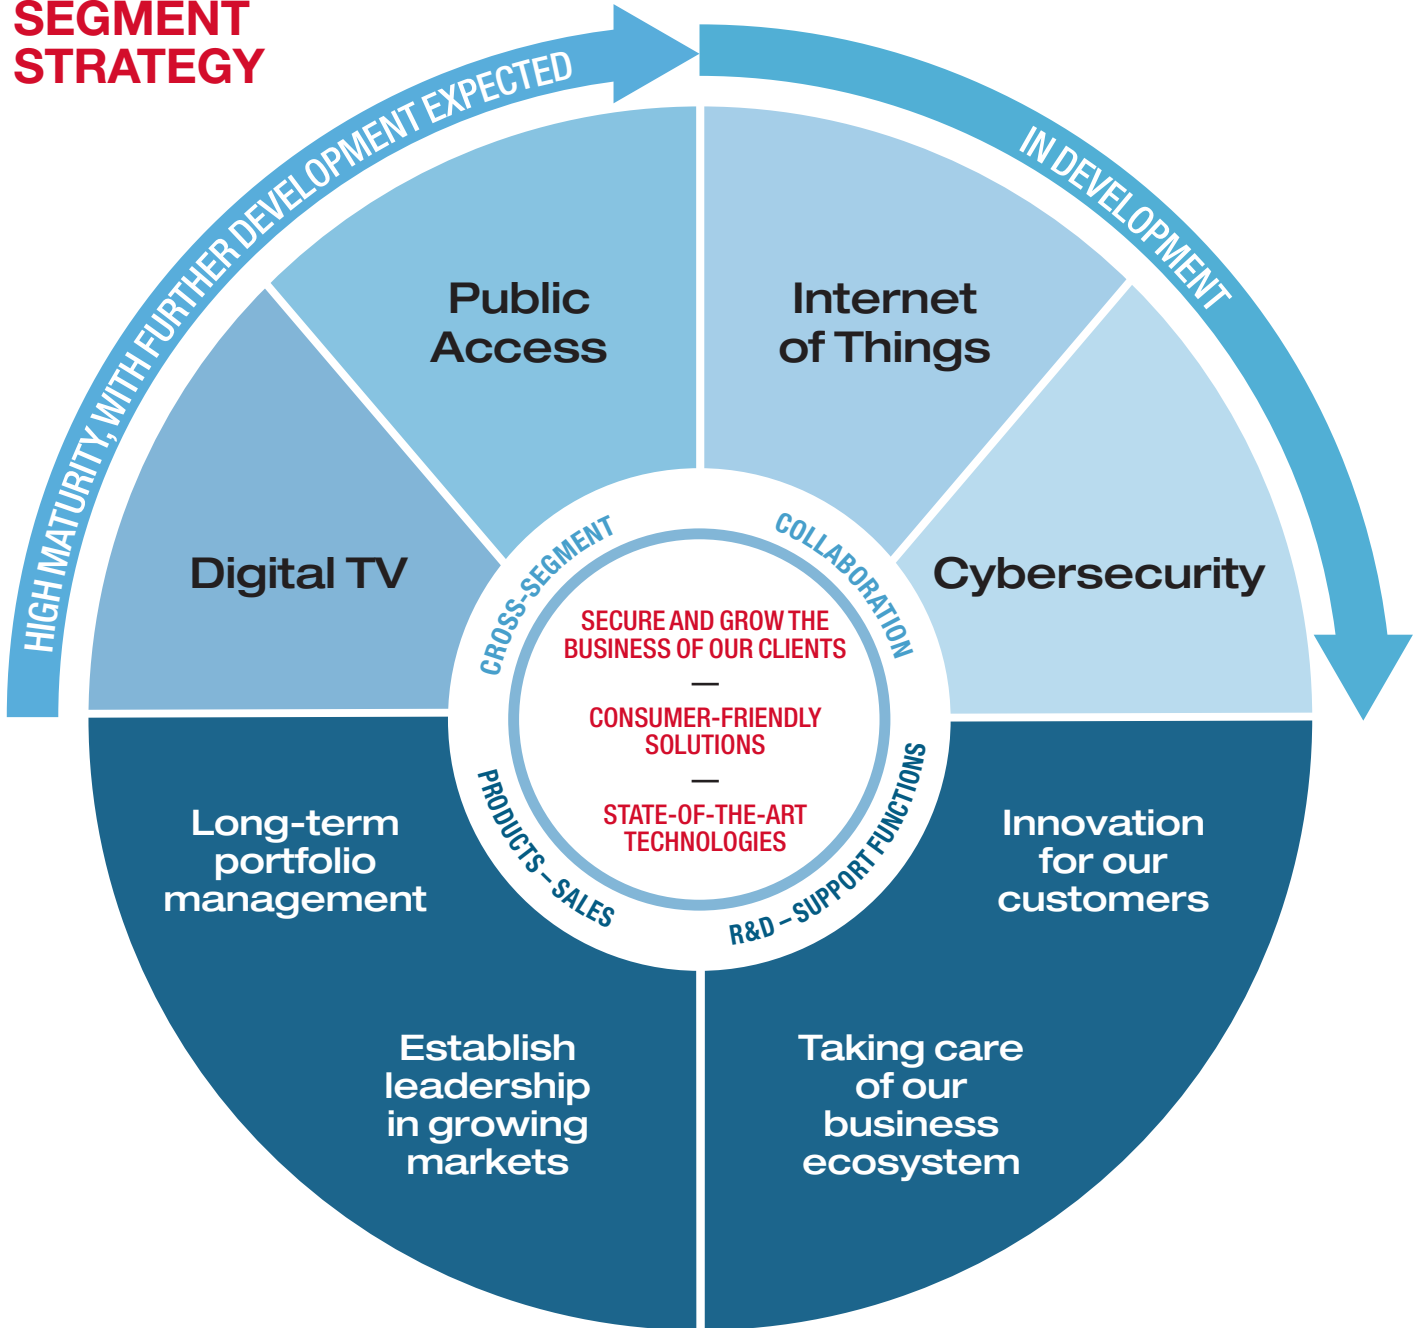 SEGMENT
STRATEGY
HIGH MATURITY, WITH FURTHER DEVELOPMENT EXPECTED
IN DEVELOPMENT
Public
Access
Internet
of Things
Digital TV
Cybersecurity
CROSS-SEGMENT
COLLABORATION
SECURE AND GROW THE
BUSINESS OF OUR CLIENTS
—
CONSUMER-FRIENDLY
SOLUTIONS
—
STATE-OF-THE-ART
TECHNOLOGIES
PRODUCTS – SALES
R&D – SUPPORT FUNCTIONS
Long-term
portfolio
management
Innovation
for our
customers
Establish
leadership
in growing
markets
Taking care
of our
business
ecosystem